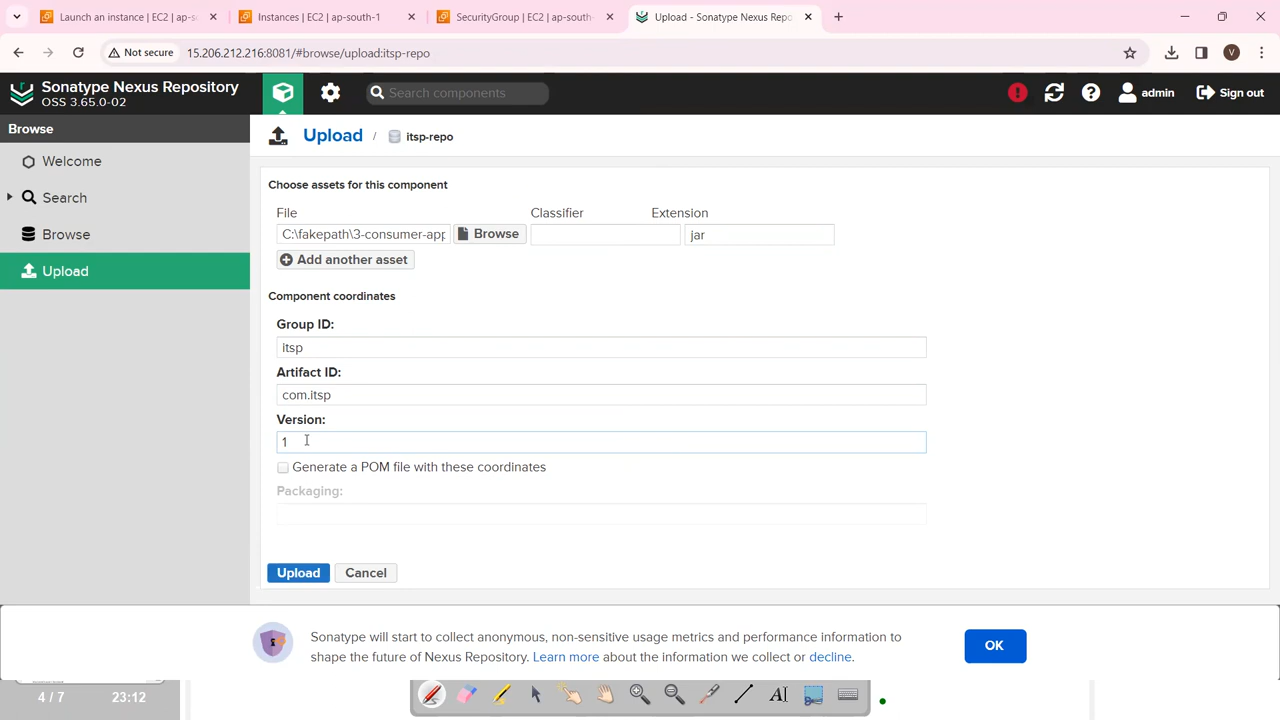 Launch an instance | EC2 | ap-so
Instances | EC2 | ap-south-1
SecurityGroup | EC2 | ap-south-
Upload - Sonatype Nexus Repo
Not secure
15.206.212.216:8081/#browse/upload:itsp-repo
V
Sonatype Nexus Repository
OSS 3.65.0-02
Search components
admin
Sign out
Browse
Welcome
Search
Browse
Upload
Upload / itsp-repo
Choose assets for this component
File Classifier Extension
C:\fakepath\3-consumer-app Browse jar
Add another asset
Component coordinates
Group ID:
itsp
Artifact ID:
com.itsp
Version:
1
Generate a POM file with these coordinates
Packaging:
Upload Cancel
Sonatype will start to collect anonymous, non-sensitive usage metrics and performance information to
shape the future of Nexus Repository. Learn more about the information we collect or decline.
OK
4 / 7 23:12